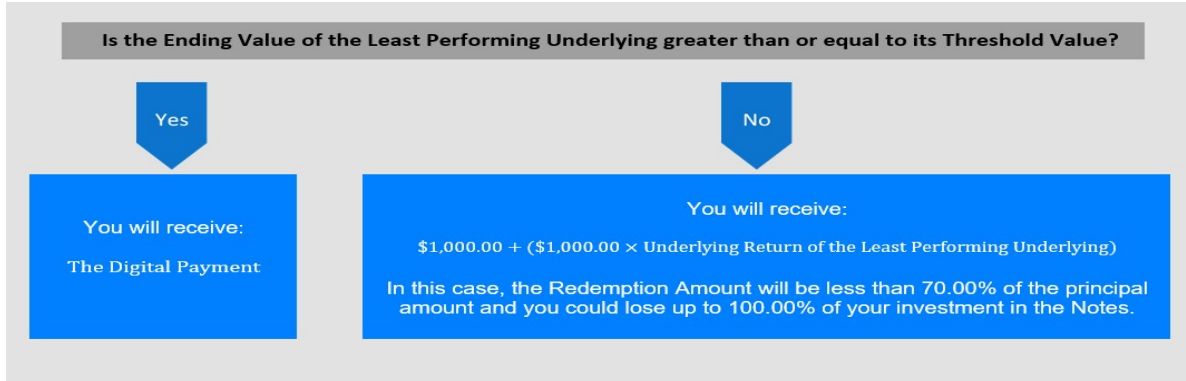 Is the Ending Value of the Least Performing Underlying greater than or equal to its Threshold Value?
Yes
No
You will receive:
The Digital Payment
You will receive:
$1,000.00 + ($1,000.00 × Underlying Return of the Least Performing Underlying)
In this case, the Redemption Amount will be less than 70.00% of the principal
amount and you could lose up to 100.00% of your investment in the Notes.